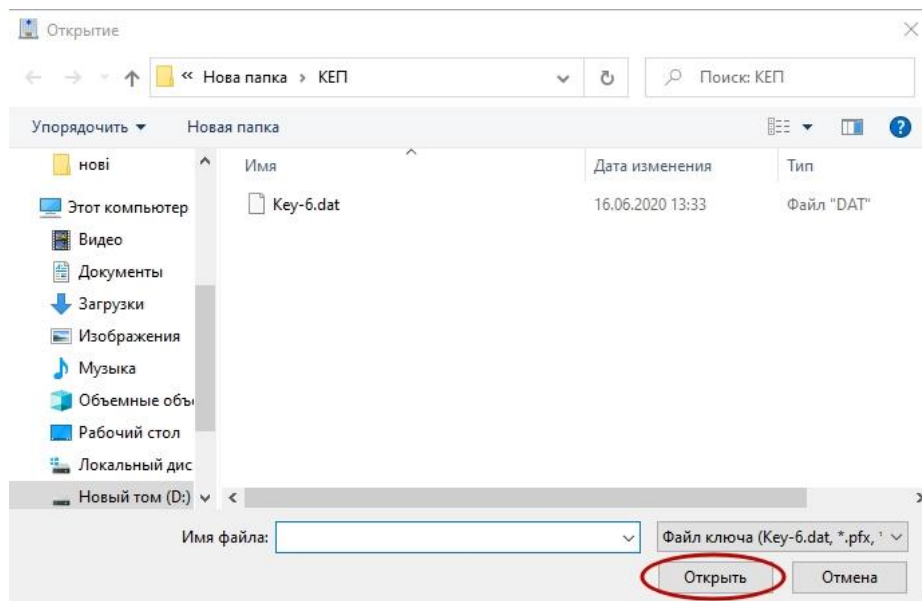 Открытие
« Нова папка › КЕП
Поиск: КЕП
Упорядочить
Новая папка
нові
Этот компьютер
Видео
Документы
Загрузки
Изображения
Музыка
Объемные объ
Рабочий стол
Локальный дис
Новый том (D:)
Имя Дата изменения Тип
Key-6.dat 16.06.2020 13:33 Файл "DAT"
Имя файла:
Файл ключа (Key-6.dat, *.pfx,
Открыть Отмена